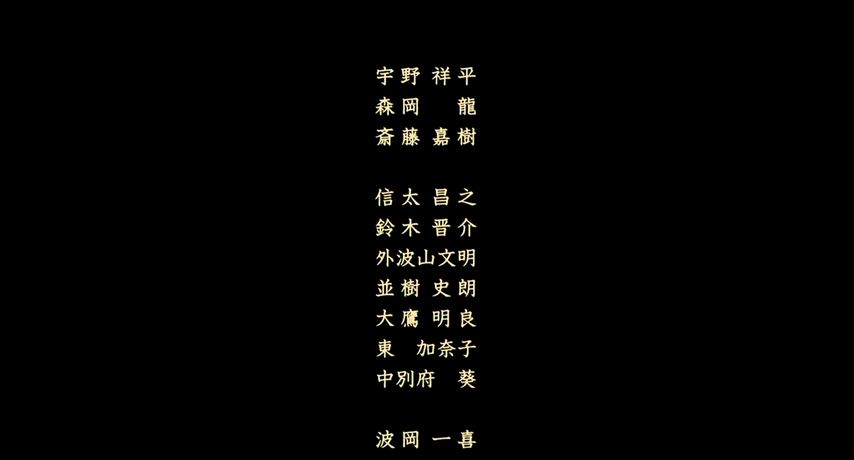 宇野 祥平
森岡 龍
斎藤 嘉樹
信太 昌之
鈴木 晋介
外波山文明
並樹 史朗
大鷹 明良
東 加奈子
中別府 葵
波岡 一喜